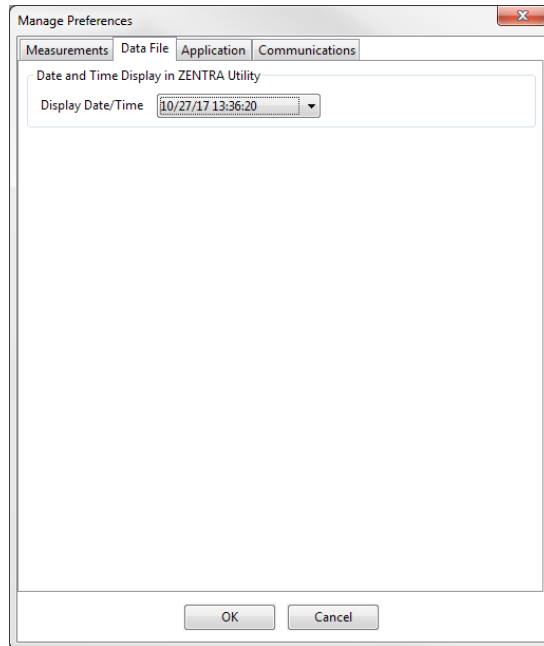 Manage Preferences
Measurements Data File Application Communications
Date and Time Display in ZENTRA Utility
Display Date/Time 10/27/17 13:36:20
OK Cancel